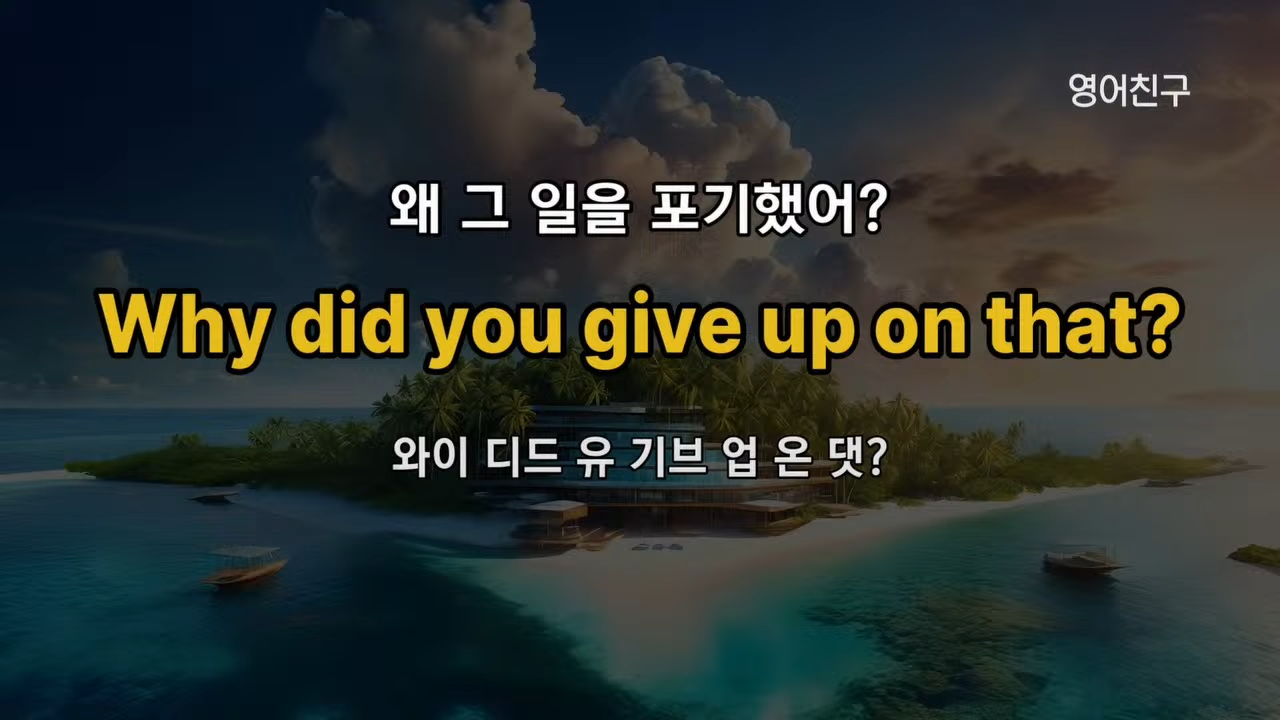 영어친구
왜 그 일을 포기했어?
Why did you give up on that?
와이 디드 유 기브 업 온 댓?